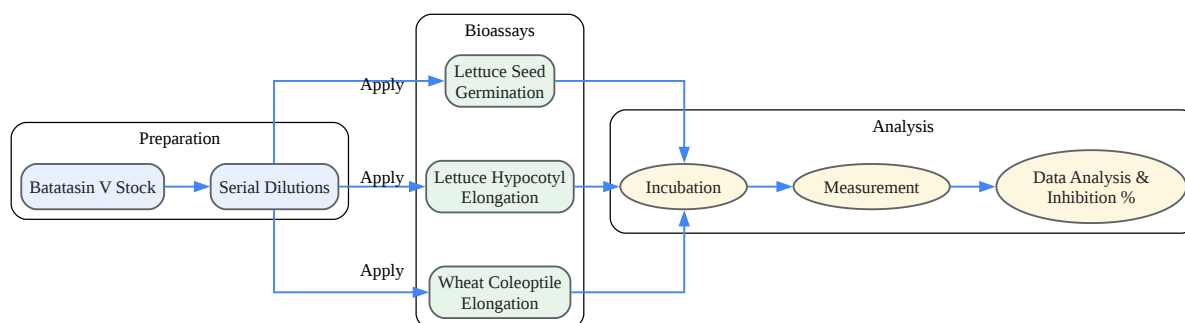 Preparation
Batatasin V Stock
Serial Dilutions
Apply
Apply
Apply
Bioassays
Lettuce Seed
Germination
Lettuce Hypocotyl
Elongation
Wheat Coleoptile
Elongation
Analysis
Incubation
Measurement
Data Analysis &
Inhibition %